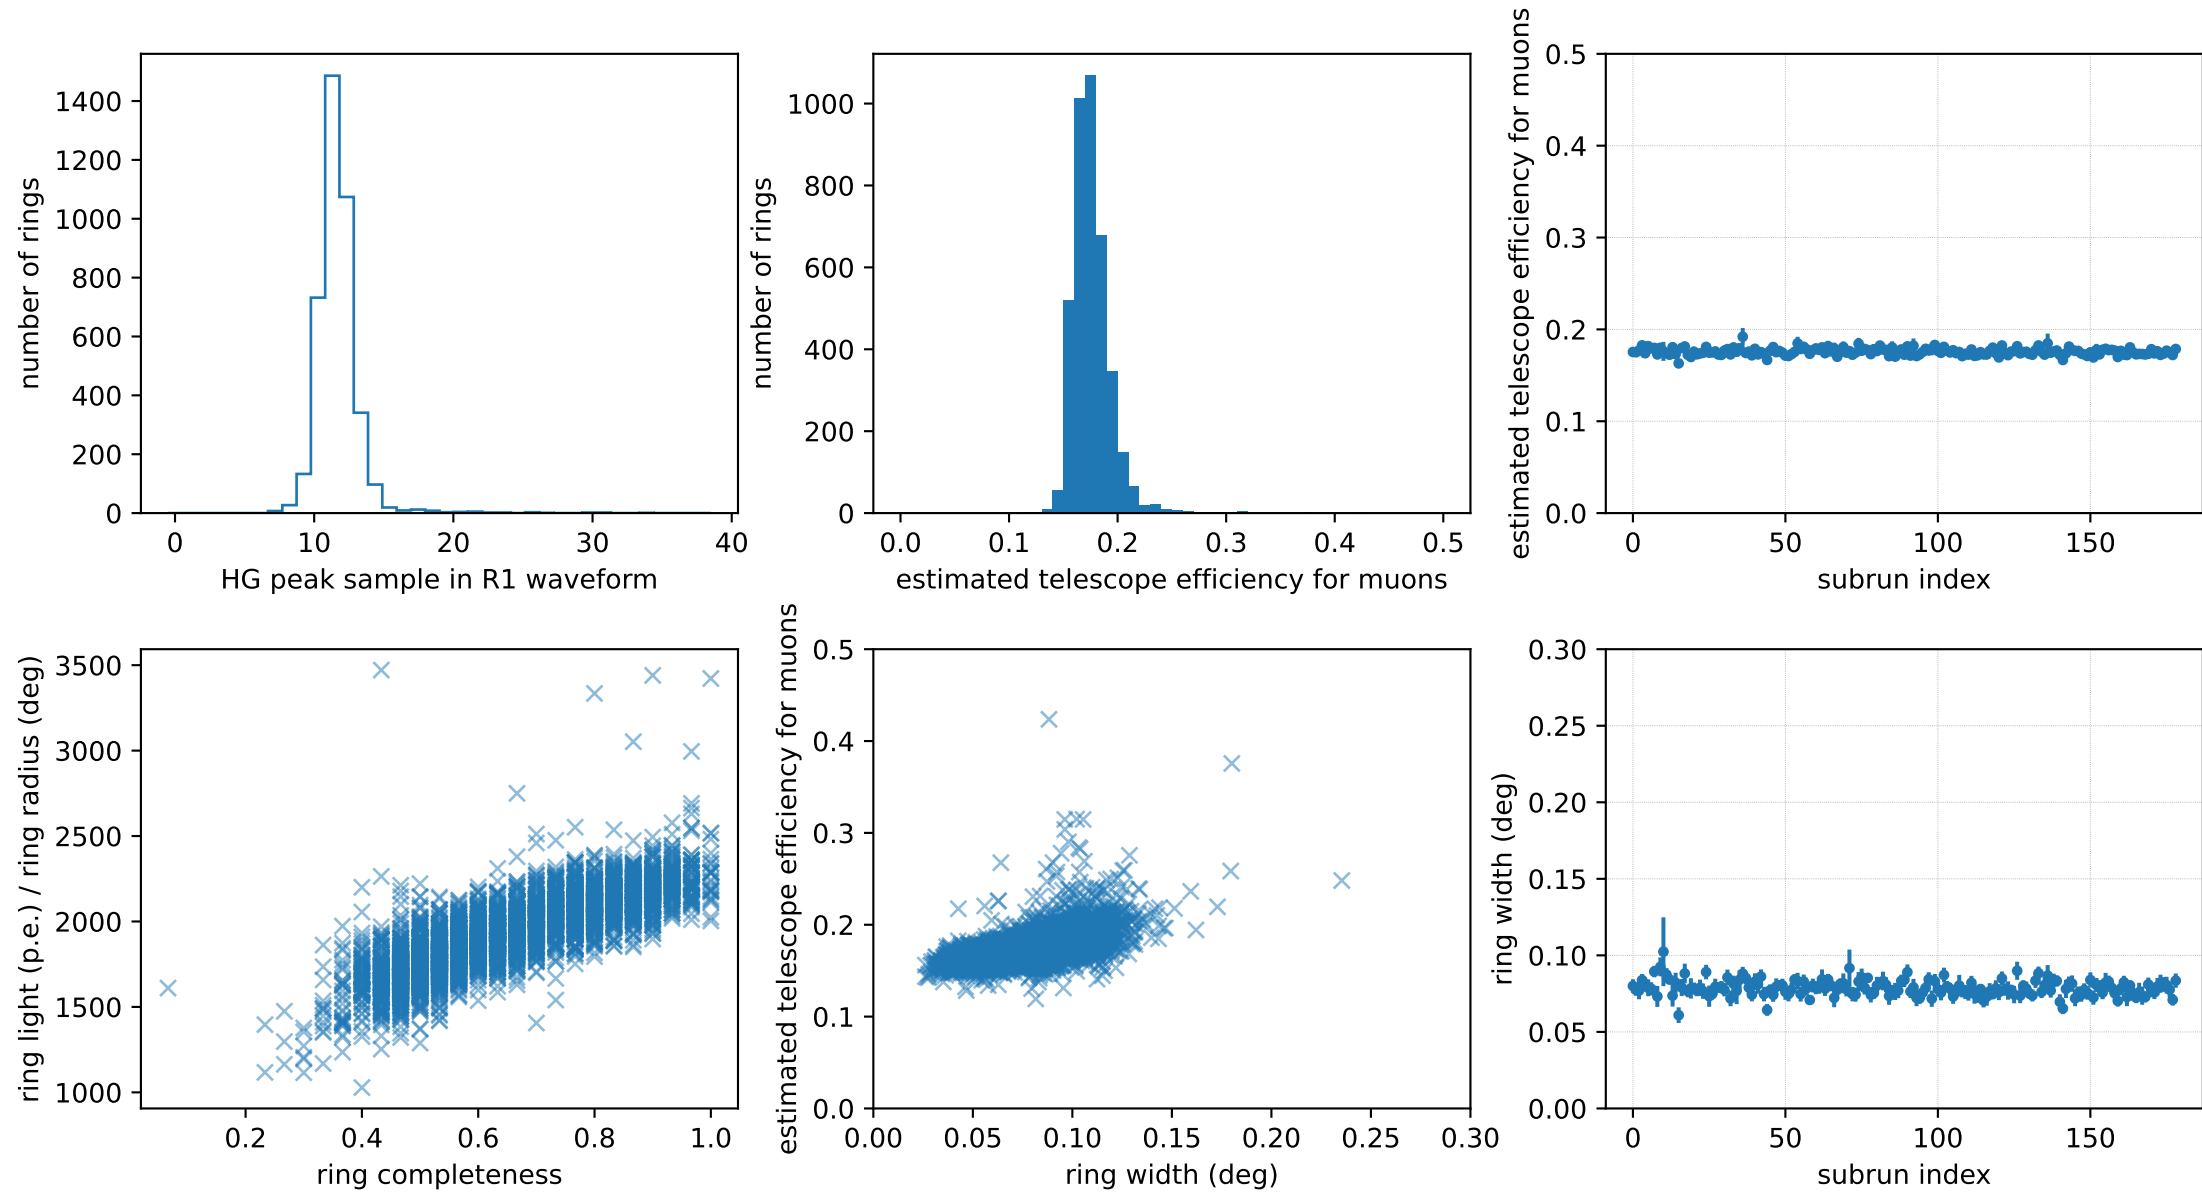 number of rings
1400
1200
1000
800
600
400
200
0
0 10 20 30 40
HG peak sample in R1 waveform
number of rings
1000
800
600
400
200
0
0.0 0.1 0.2 0.3 0.4 0.5
estimated telescope efficiency for muons
estimated telescope efficiency for muons
0.5
0.4
0.3
0.2
0.1
0.0
0 50 100 150
subrun index
ring light (p.e.) / ring radius (deg)
3500
3000
2500
2000
1500
1000
0.2 0.4 0.6 0.8 1.0
ring completeness
estimated telescope efficiency for muons
0.5
0.4
0.3
0.2
0.1
0.0
0.00 0.05 0.10 0.15 0.20 0.25 0.30
ring width (deg)
ring width (deg)
0.30
0.25
0.20
0.15
0.10
0.05
0.00
0 50 100 150
subrun index